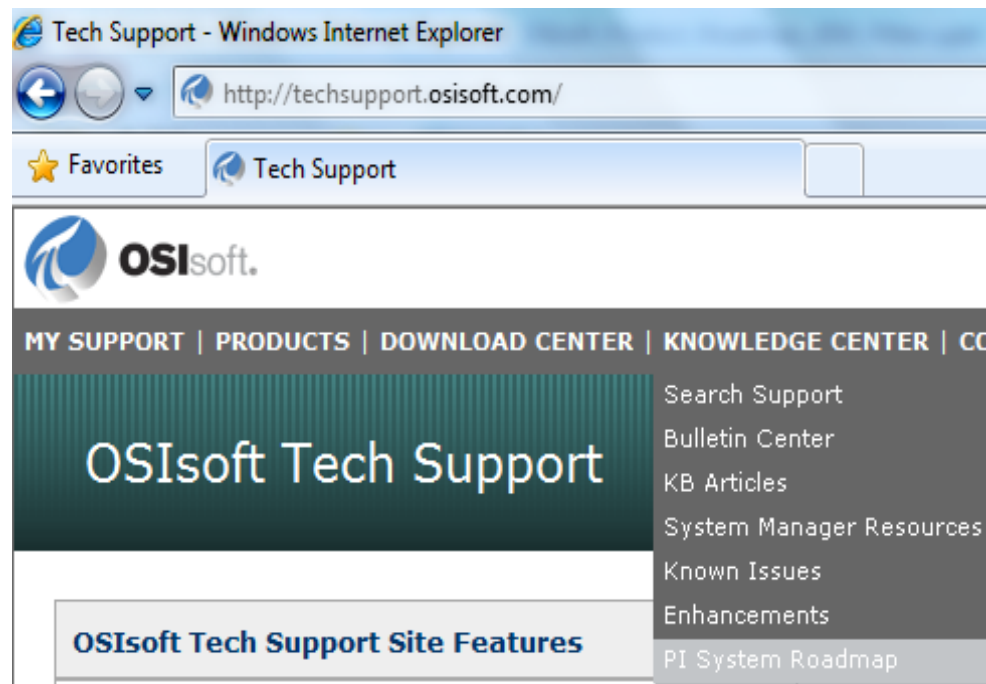 Tech Support - Windows Internet Explorer
http://techsupport.osisoft.com/
Favorites
Tech Support
OSIsoft.
MY SUPPORT | PRODUCTS | DOWNLOAD CENTER | KNOWLEDGE CENTER | CO
Search Support
Bulletin Center
KB Articles
System Manager Resources
Known Issues
Enhancements
PI System Roadmap
OSIsoft Tech Support
OSIsoft Tech Support Site Features